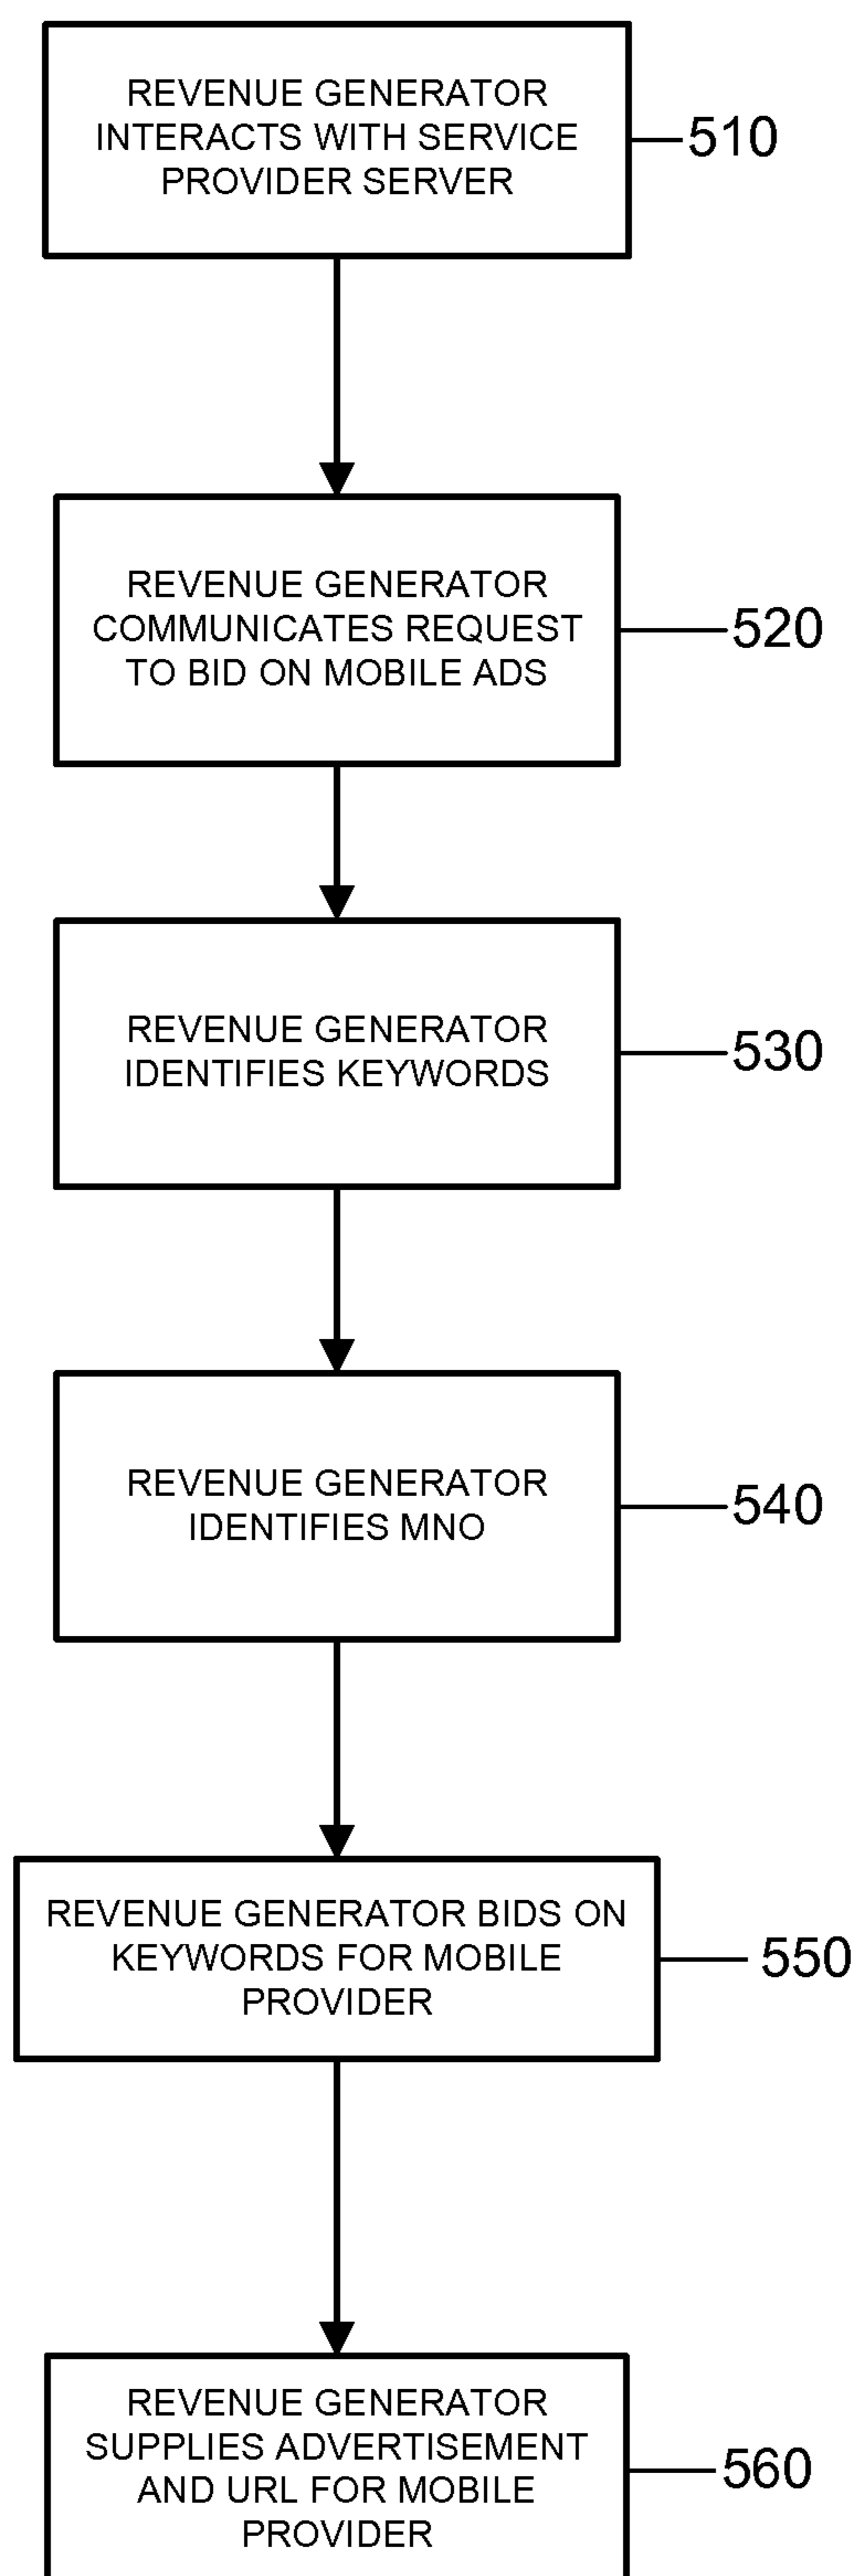 REVENUE GENERATOR
INTERACTS WITH SERVICE
PROVIDER SERVER
510
REVENUE GENERATOR
COMMUNICATES REQUEST
TO BID ON MOBILE ADS
520
REVENUE GENERATOR
IDENTIFIES KEYWORDS
530
REVENUE GENERATOR
IDENTIFIES MNO
540
REVENUE GENERATOR BIDS ON
KEYWORDS FOR MOBILE
PROVIDER
550
REVENUE GENERATOR
SUPPLIES ADVERTISEMENT
AND URL FOR MOBILE
PROVIDER
560